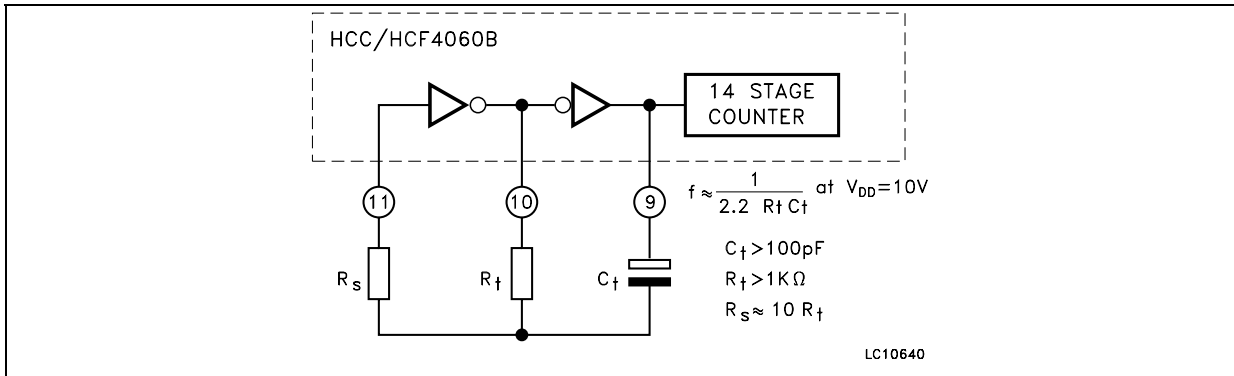 HCC/HCF4060B
14 STAGE
COUNTER
11
10
9
f ≈ 1 / 2.2 Rt Ct at VDD=10V
Rs
Rt
Ct
Ct>100pF
Rt>1KΩ
Rs≈ 10 Rt
LC10640